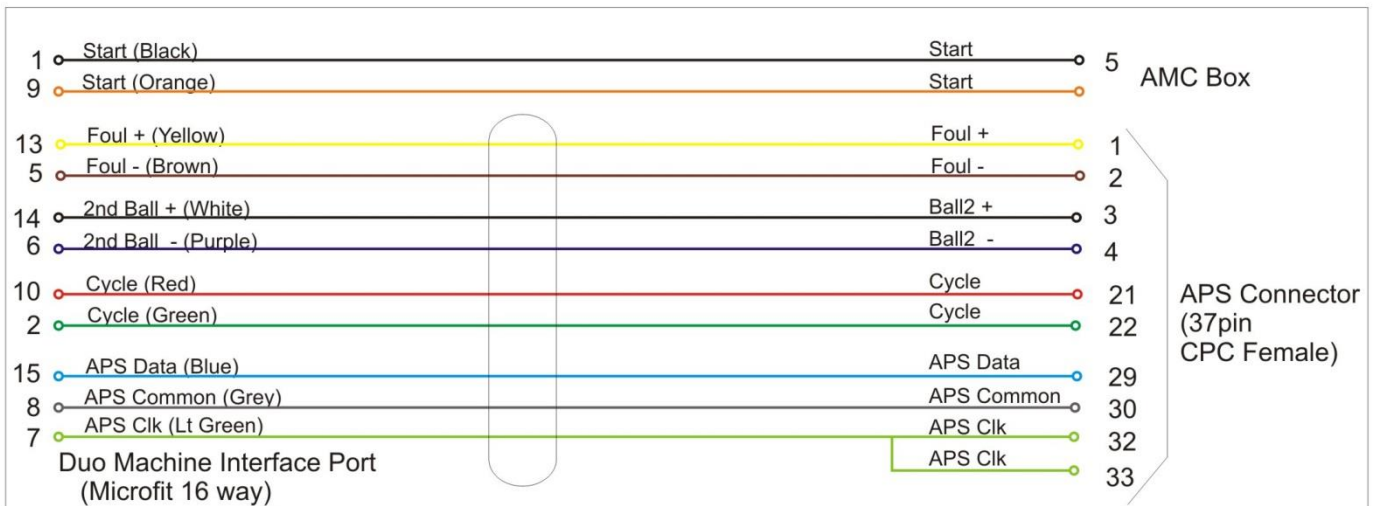 1 Start (Black) Start 5
9 Start (Orange) Start
AMC Box
13 Foul + (Yellow) Foul + 1
5 Foul - (Brown) Foul - 2
14 2nd Ball + (White) Ball2 + 3
6 2nd Ball - (Purple) Ball2 - 4
10 Cycle (Red) Cycle 21
2 Cycle (Green) Cycle 22
15 APS Data (Blue) APS Data 29
8 APS Common (Grey) APS Common 30
7 APS Clk (Lt Green) APS Clk 32
APS Clk 33
APS Connector
(37pin
CPC Female)
Duo Machine Interface Port
(Microfit 16 way)